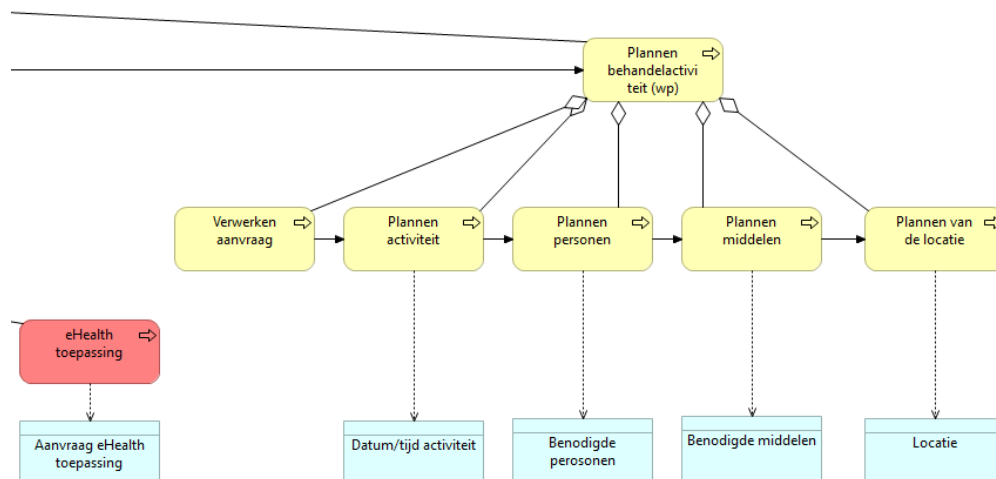 Plannen
behandelactivi
teit (wp)
Verwerken
aanvraag
Plannen
activiteit
Plannen
personen
Plannen
middelen
Plannen van
de locatie
eHealth
toepassing
Aanvraag eHealth
toepassing
Datum/tijd activiteit
Benodigde
perosonen
Benodigde middelen
Locatie